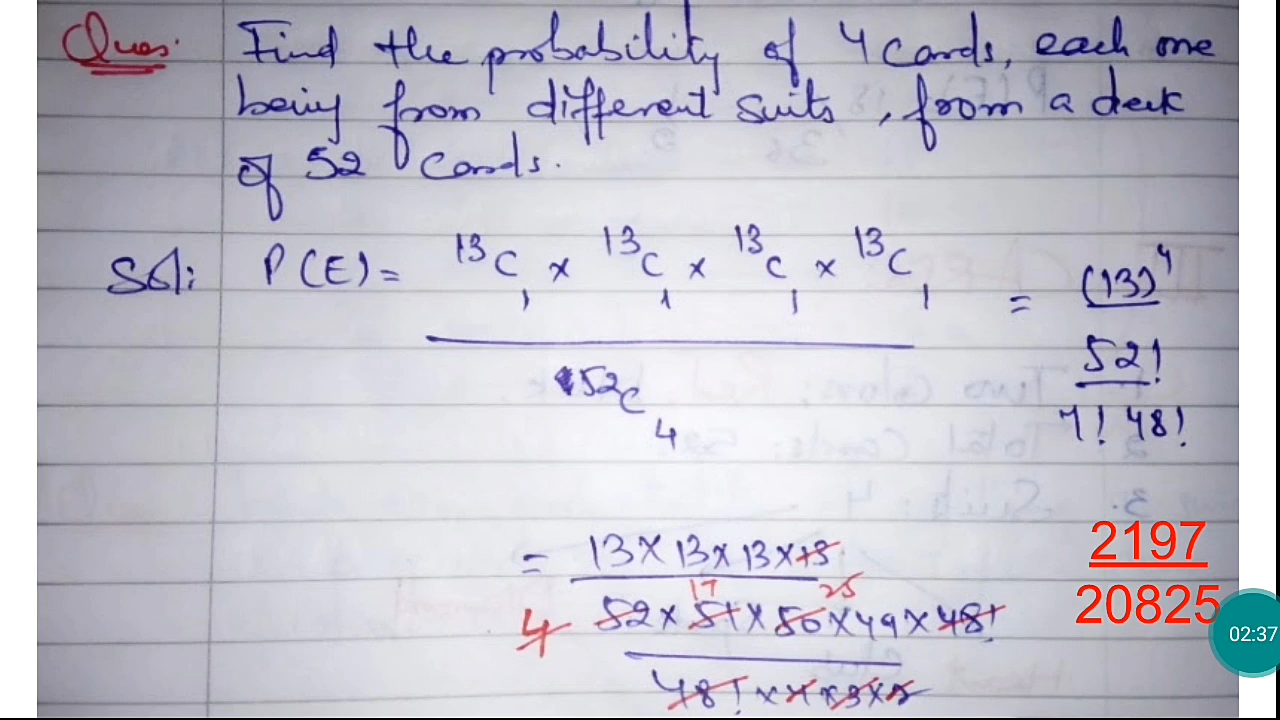 Ques. Find the probability of 4 cards, each one
being from different suits, from a deck
of 52 cards.
Sol: P(E) = ¹³C₁ × ¹³C₁ × ¹³C₁ × ¹³C₁ / ⁵²C₄ = (13)⁴ / 52! / 4! 48!
= 13 × 13 × 13 × 13
17 25
4 52 × 51 × 50 × 49 × 48!
48! × 4 × 3 × 2
2197
20825
02:37